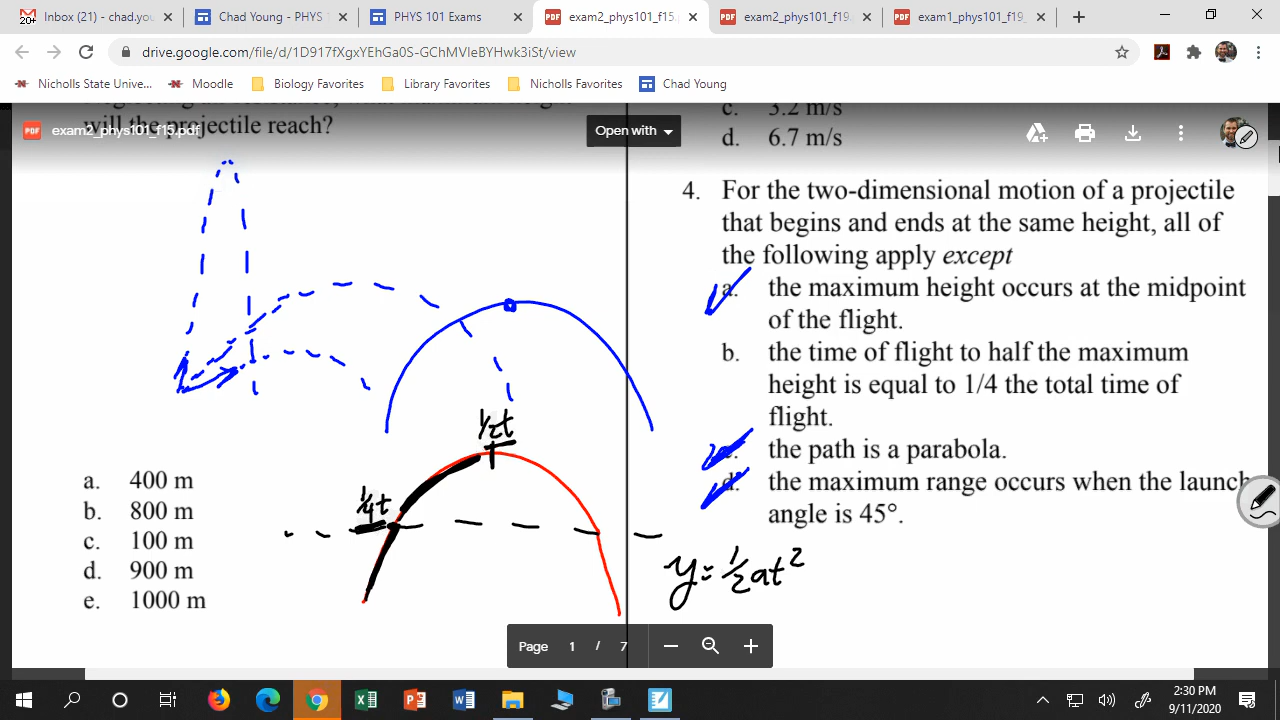 20+ Inbox (21) - chad.you
Chad Young - PHYS
PHYS 101 Exams
exam2_phys101_f15.
exam2_phys101_f19.
exam1_phys101_f19_
drive.google.com/file/d/1D917fXgxYEhGa0S-GChMVleBYHwk3iSt/view
Nicholls State Unive...
Moodle
Biology Favorites
Library Favorites
Nicholls Favorites
Chad Young
will the projectile reach?
PDF exam2_phys101_f15.pdf
Open with
a. 400 m
b. 800 m
c. 100 m
d. 900 m
e. 1000 m
½t
¼t
c. 3.2 m/s
d. 6.7 m/s
4. For the two-dimensional motion of a projectile
that begins and ends at the same height, all of
the following apply except
a. the maximum height occurs at the midpoint
of the flight.
b. the time of flight to half the maximum
height is equal to 1/4 the total time of
flight.
c. the path is a parabola.
d. the maximum range occurs when the launch
angle is 45°.
y=½at²
Page 1 / 7
2:30 PM
9/11/2020